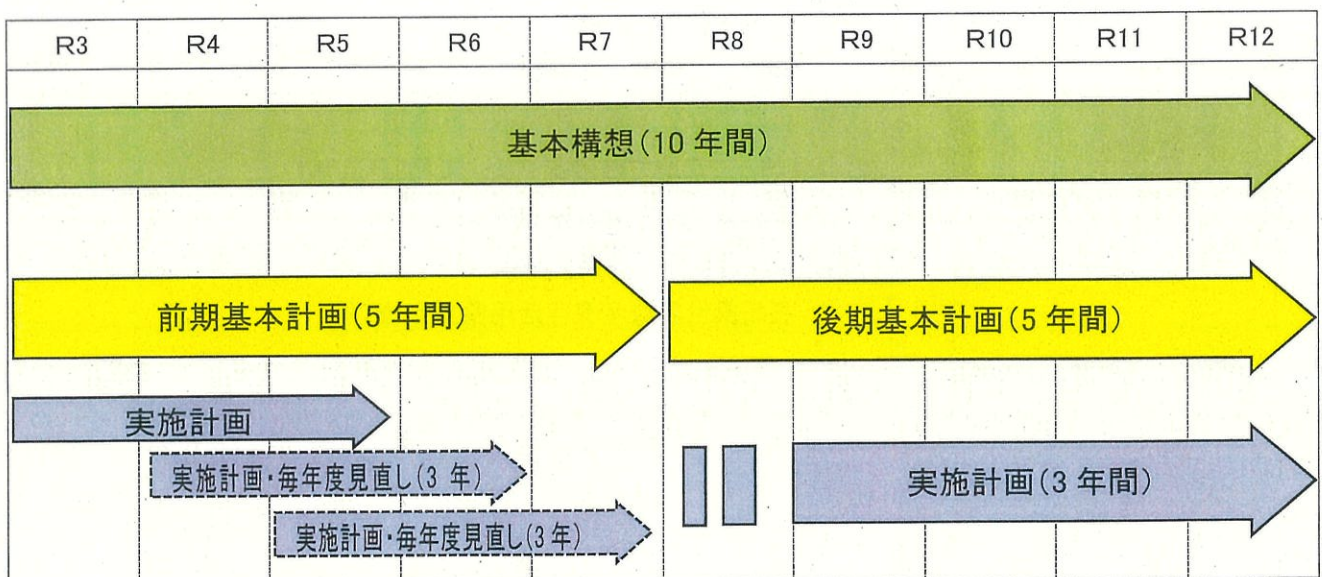 R3 R4 R5 R6 R7 R8 R9 R10 R11 R12
基本構想(10 年間)
前期基本計画(5 年間)
後期基本計画(5 年間)
実施計画
実施計画・毎年度見直し(3 年)
実施計画・毎年度見直し(3 年)
実施計画(3 年間)